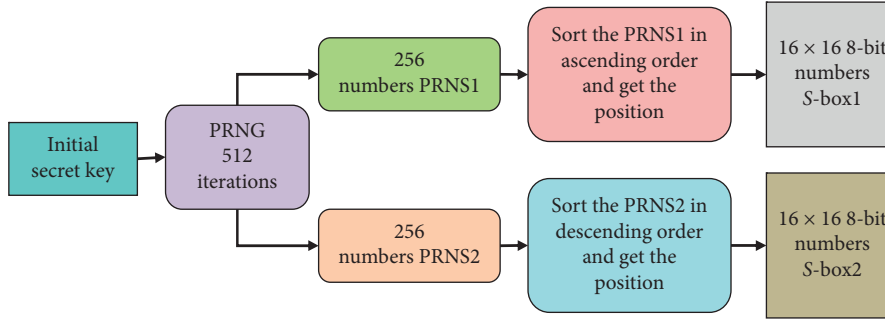 Initial
secret key
PRNG
512
iterations
256
numbers PRNS1
Sort the PRNS1 in
ascending order
and get the
position
16 × 16 8-bit
numbers
S-box1
256
numbers PRNS2
Sort the PRNS2 in
descending order
and get the
position
16 × 16 8-bit
numbers
S-box2